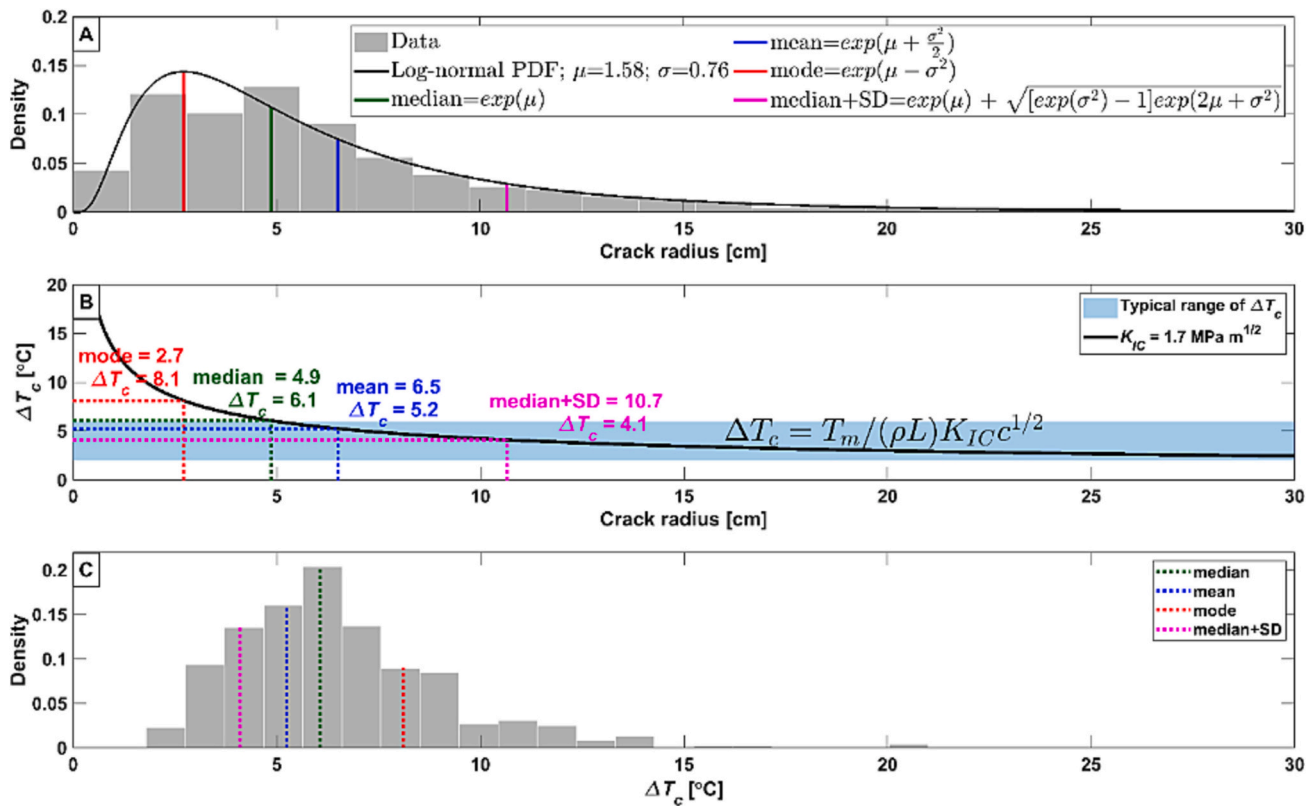 A
Data
Log-normal PDF; μ=1.58; σ=0.76
median=exp(μ)
mean=exp(μ + σ²/2)
mode=exp(μ − σ²)
median+SD=exp(μ) + √[exp(σ²) − 1]exp(2μ + σ²)
Density
0.2
0.15
0.1
0.05
0
0 5 10 15 20 25 30
Crack radius [cm]
B
Typical range of ΔT_c
K_IC = 1.7 MPa m^1/2
ΔT_c [°C]
20
15
10
5
0
mode = 2.7
ΔT_c = 8.1
median = 4.9
ΔT_c = 6.1
mean = 6.5
ΔT_c = 5.2
median+SD = 10.7
ΔT_c = 4.1
ΔT_c = T_m/(ρL)K_IC c^1/2
0 5 10 15 20 25 30
Crack radius [cm]
C
median
mean
mode
median+SD
Density
0.2
0.15
0.1
0.05
0
0 5 10 15 20 25 30
ΔT_c [°C]